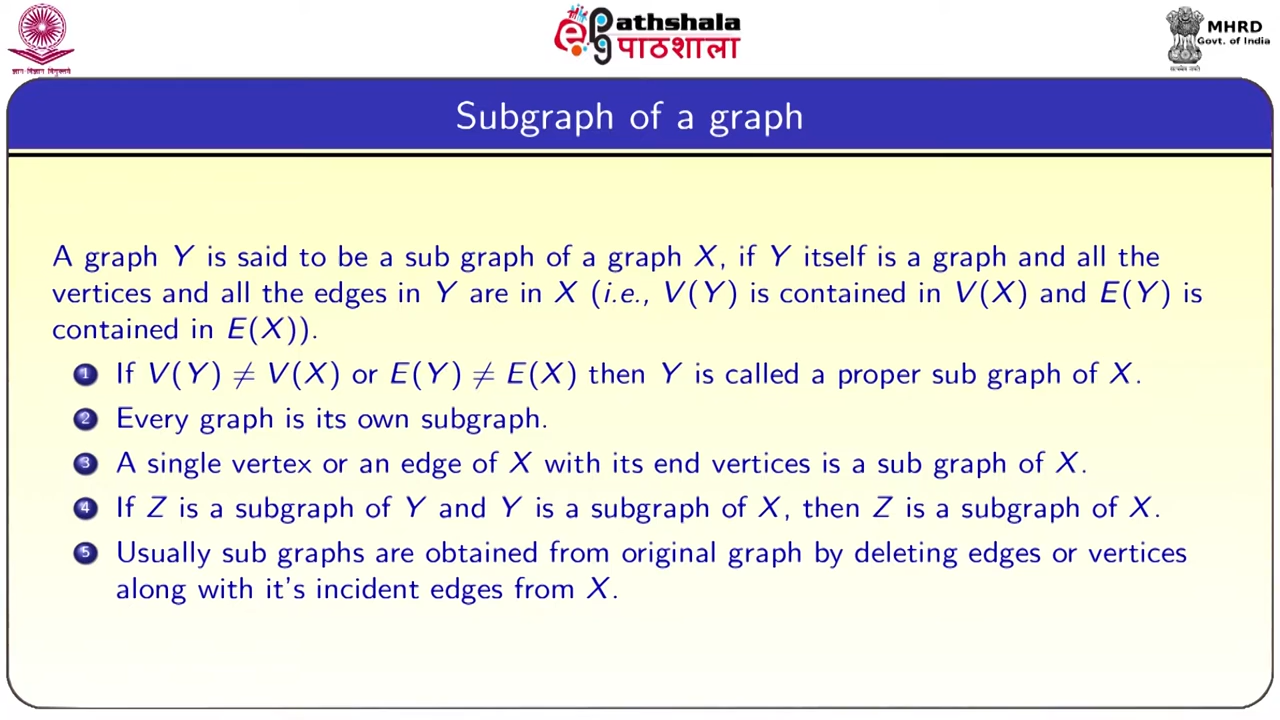 ज्ञान-विज्ञान विमुक्तये
Pathshala
पाठशाला
MHRD
Govt. of India
सत्यमेव जयते
Subgraph of a graph
A graph Y is said to be a sub graph of a graph X, if Y itself is a graph and all the
vertices and all the edges in Y are in X (i.e., V(Y) is contained in V(X) and E(Y) is
contained in E(X)).
1 If V(Y) ≠ V(X) or E(Y) ≠ E(X) then Y is called a proper sub graph of X.
2 Every graph is its own subgraph.
3 A single vertex or an edge of X with its end vertices is a sub graph of X.
4 If Z is a subgraph of Y and Y is a subgraph of X, then Z is a subgraph of X.
5 Usually sub graphs are obtained from original graph by deleting edges or vertices
along with it's incident edges from X.